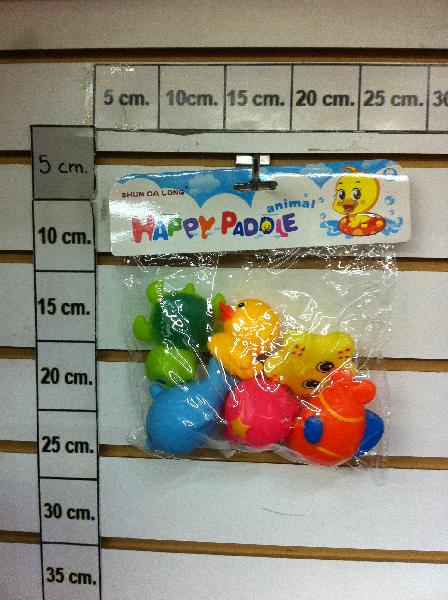 5 cm. 10cm. 15 cm. 20 cm. 25 cm. 30
5 cm.
10 cm.
15 cm.
20 cm.
25 cm.
30 cm.
35 cm.
SHUN DA LONG
animal
HAPPY PADDLE